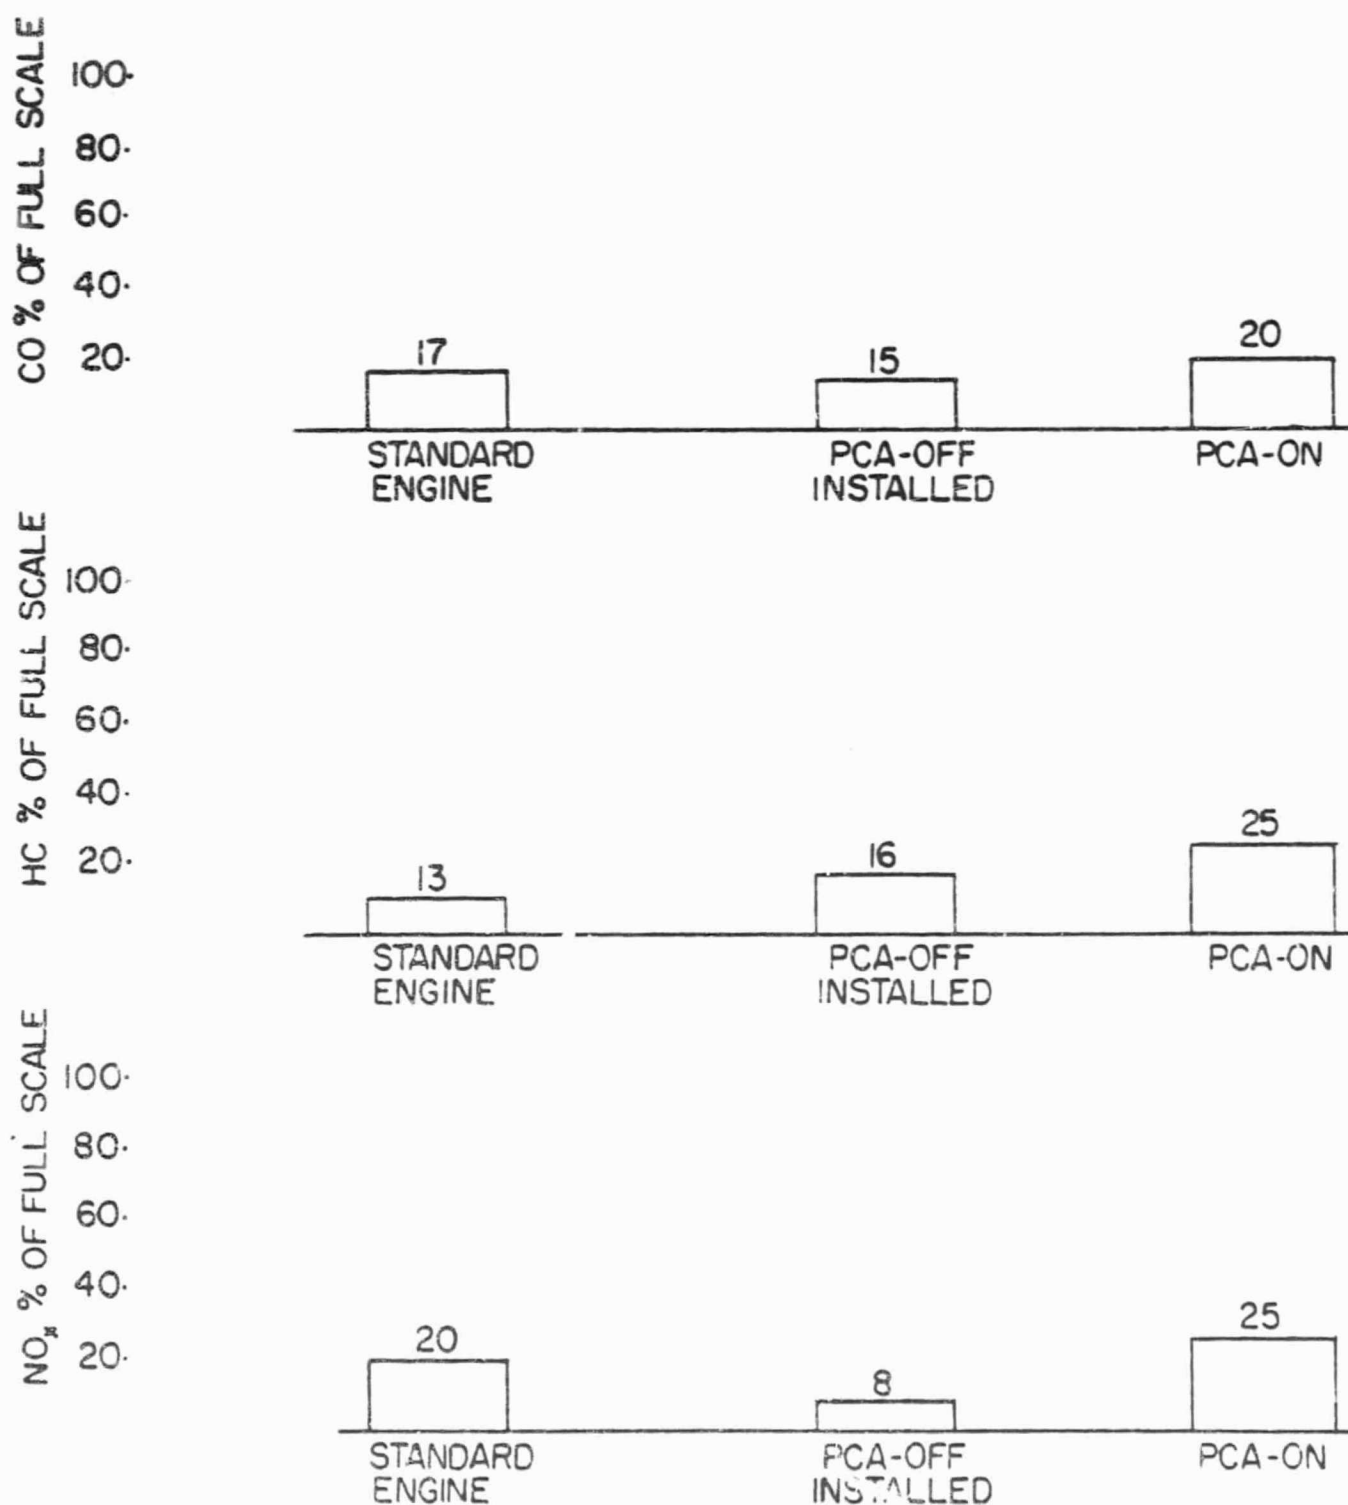 CO % OF FULL SCALE
100
80
60
40
20
17
15
20
STANDARD
ENGINE
PCA-OFF
INSTALLED
PCA-ON
HC % OF FULL SCALE
100
80
60
40
20
13
16
25
STANDARD
ENGINE
PCA-OFF
INSTALLED
PCA-ON
NOx % OF FULL SCALE
100
80
60
40
20
20
8
25
STANDARD
ENGINE
PCA-OFF
INSTALLED
PCA-ON